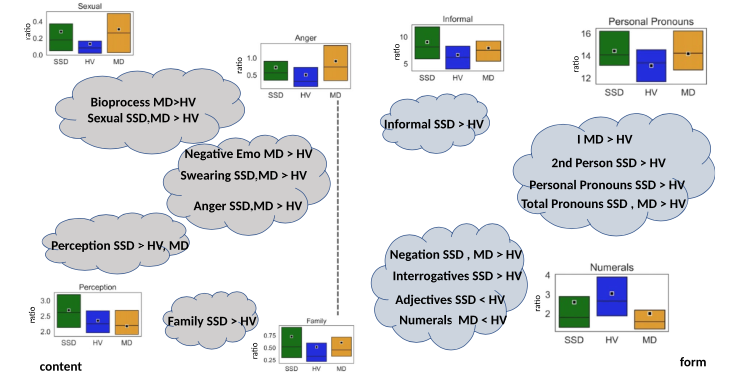 Sexual
ratio
0.4
0.2
0.0
SSD HV MD
Anger
ratio
1.0
0.5
SSD HV MD
Informal
ratio
10
5
SSD HV MD
Personal Pronouns
ratio
16
14
12
SSD HV MD
Bioprocess MD>HV
Sexual SSD,MD > HV
Negative Emo MD > HV
Swearing SSD,MD > HV
Anger SSD,MD > HV
Perception SSD > HV, MD
Family SSD > HV
Informal SSD > HV
I MD > HV
2nd Person SSD > HV
Personal Pronouns SSD > HV
Total Pronouns SSD , MD > HV
Negation SSD , MD > HV
Interrogatives SSD > HV
Adjectives SSD < HV
Numerals MD < HV
Perception
ratio
3.0
2.5
2.0
SSD HV MD
Family
ratio
0.75
0.50
0.25
SSD HV MD
Numerals
ratio
4
3
2
SSD HV MD
content
form